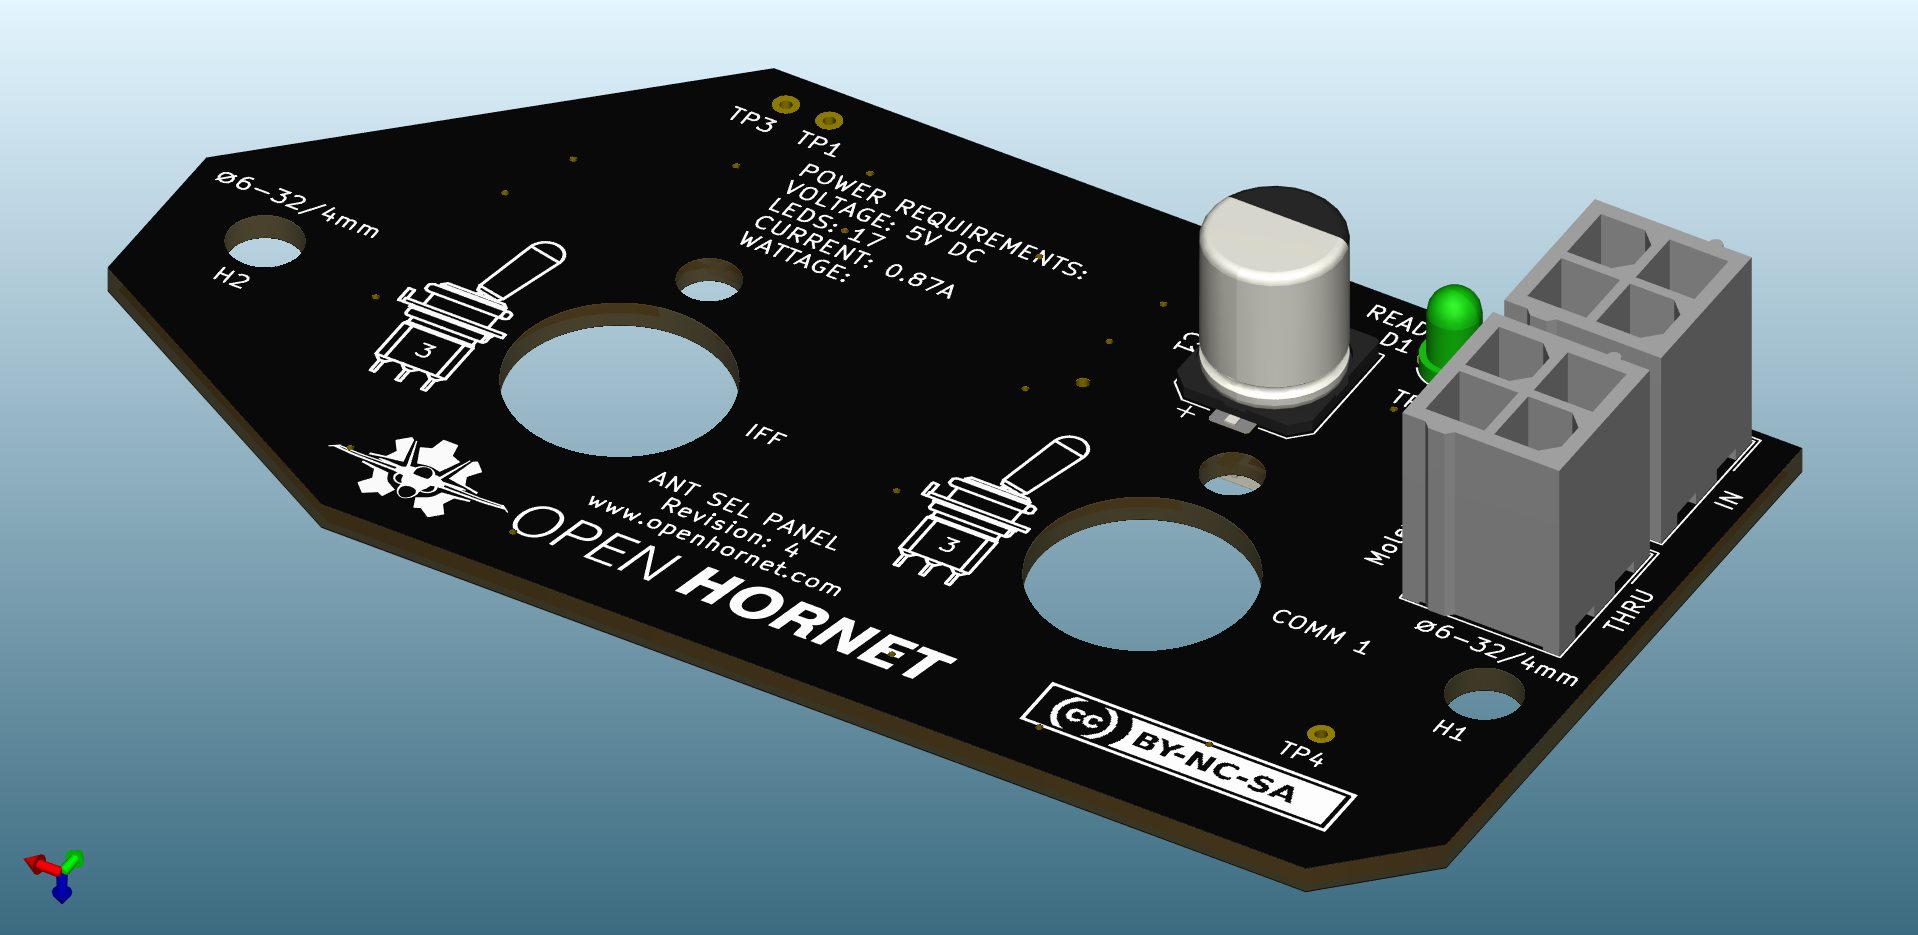 TP3
TP1
POWER REQUIREMENTS:
VOLTAGE: 5V DC
LEDS: 17
CURRENT: 0.87A
WATTAGE:
ø6-32/4mm
H2
3
IFF
ANT SEL PANEL
Revision: 4
www.openhornet.com
OPEN HORNET
3
COMM 1
+
D1
IN
THRU
ø6-32/4mm
H1
TP4
cc BY-NC-SA